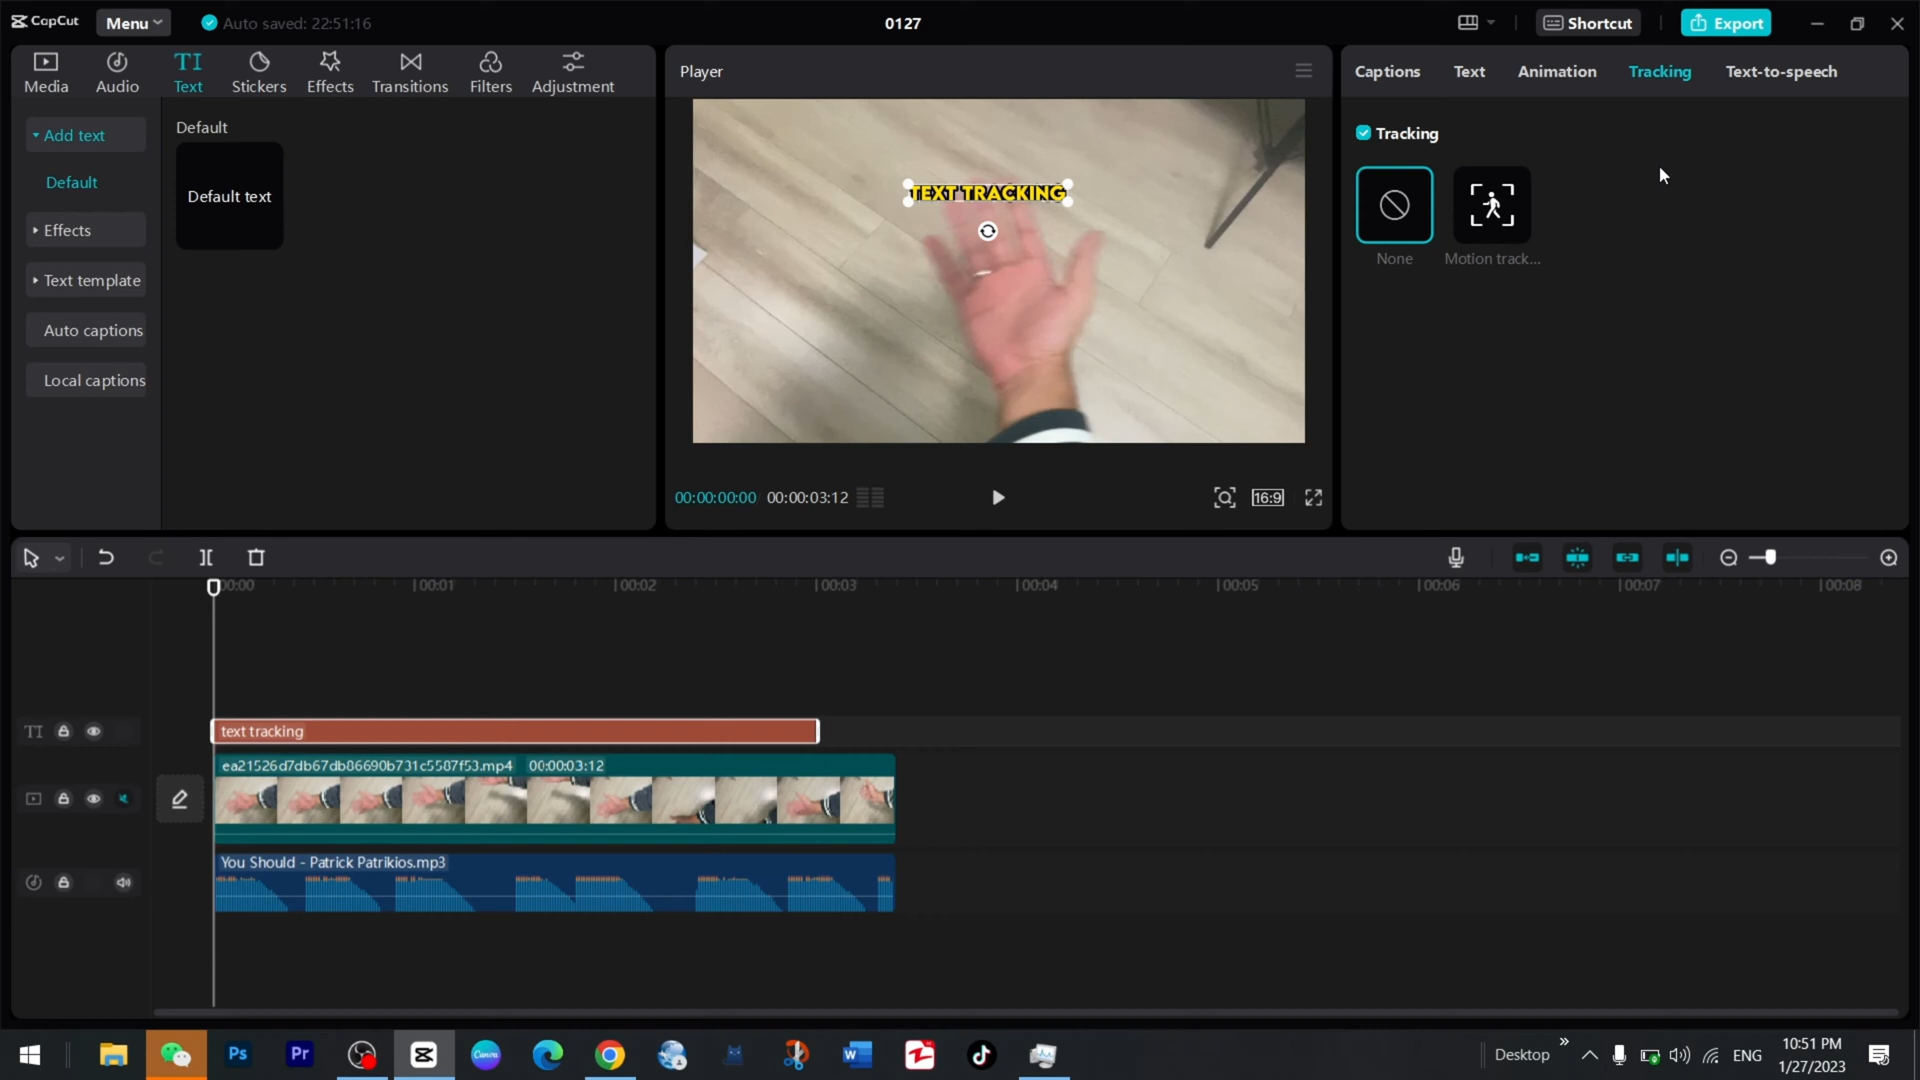 CapCut
Menu
Auto saved: 22:51:16
0127
Shortcut
Export
Media
Audio
TI
Text
Stickers
Effects
Transitions
Filters
Adjustment
Player
Captions
Text
Animation
Tracking
Text-to-speech
Add text
Default
Effects
Text template
Auto captions
Local captions
Default
Default text
TEXT TRACKING
Tracking
None
Motion track...
00:00:00:00
00:00:03:12
16:9
00:00
00:01
00:02
00:03
00:04
00:05
00:06
00:07
00:08
TI
text tracking
ea21526d7db67db86690b731c5587f53.mp4 00:00:03:12
You Should - Patrick Patrikios.mp3
Ps
Pr
Canva
W
Desktop
ENG
10:51 PM
1/27/2023